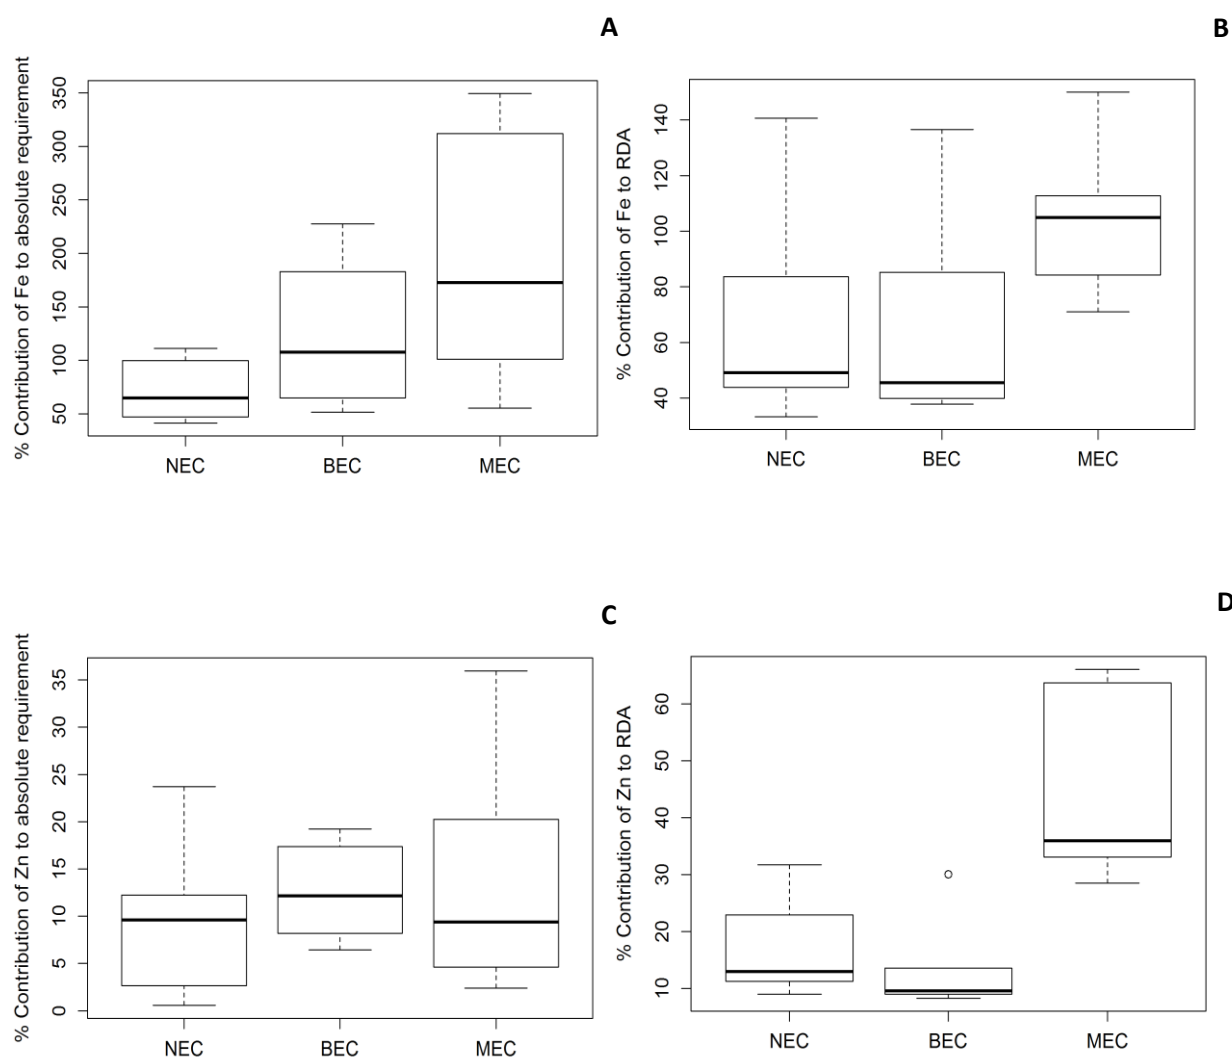 A
% Contribution of Fe to absolute requirement
350
300
250
200
150
100
50
NEC BEC MEC
B
% Contribution of Fe to RDA
140
120
100
80
60
40
NEC BEC MEC
C
% Contribution of Zn to absolute requirement
35
30
25
20
15
10
5
0
NEC BEC MEC
D
% Contribution of Zn to RDA
60
50
40
30
20
10
NEC BEC MEC